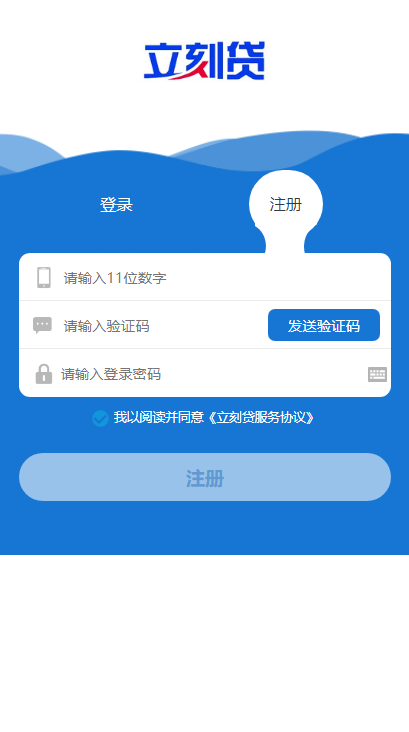 立刻贷
登录
注册
请输入11位数字
请输入验证码
发送验证码
请输入登录密码
我以阅读并同意《立刻贷服务协议》
注册